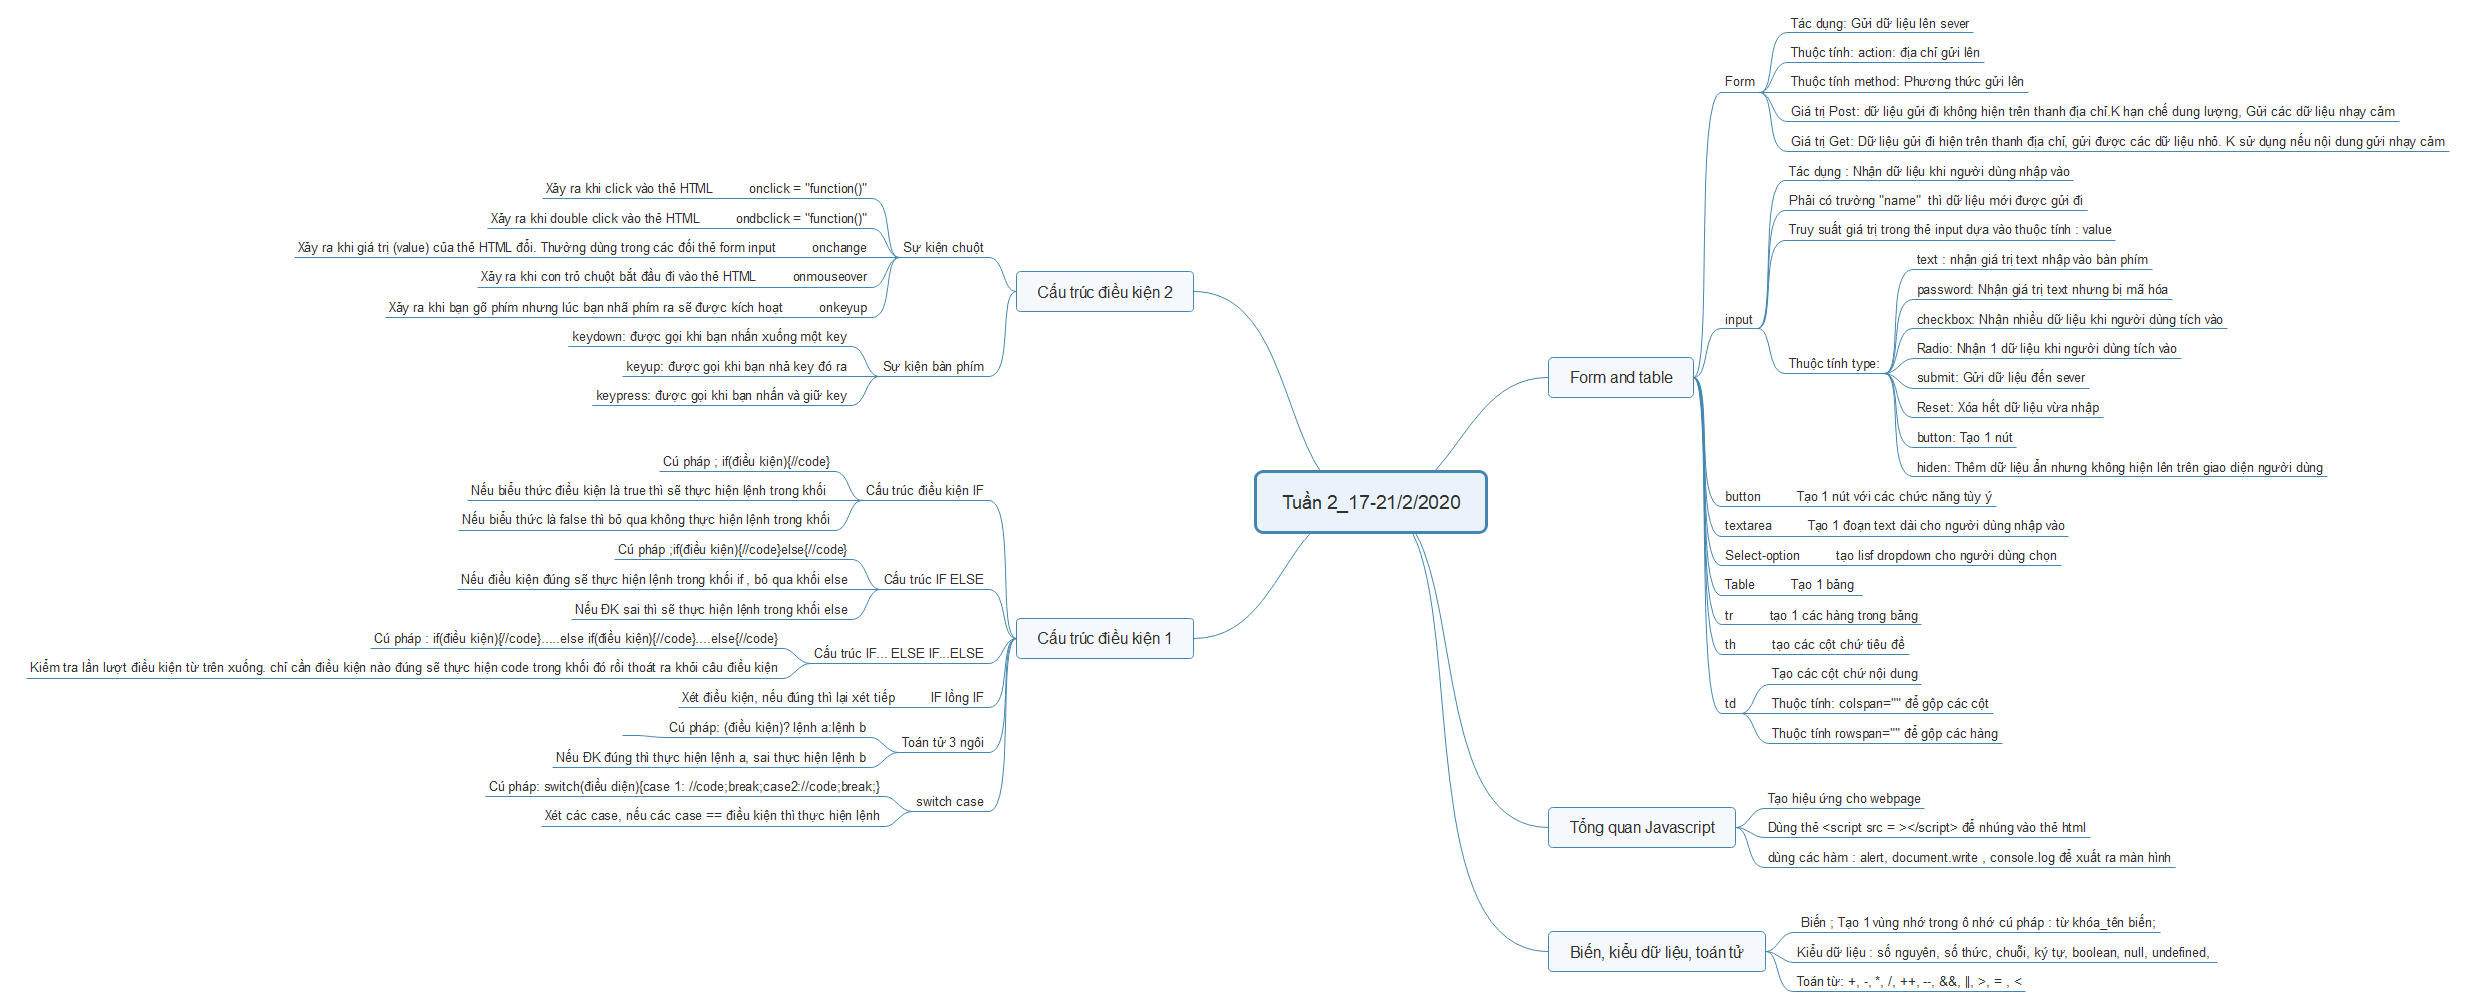 Tuần 2_17-21/2/2020
Form and table
Form
Tác dụng: Gửi dữ liệu lên sever
Thuộc tính: action: địa chỉ gửi lên
Thuộc tính method: Phương thức gửi lên
Giá trị Post: dữ liệu gửi đi không hiện trên thanh địa chỉ.K hạn chế dung lượng, Gửi các dữ liệu nhạy cảm
Giá trị Get: Dữ liệu gửi đi hiện trên thanh địa chỉ, gửi được các dữ liệu nhỏ. K sử dụng nếu nội dung gửi nhạy cảm
input
Tác dụng : Nhận dữ liệu khi người dùng nhập vào
Phải có trường "name"  thì dữ liệu mới được gửi đi
Truy suất giá trị trong thẻ input dựa vào thuộc tính : value
Thuộc tính type:
text : nhận giá trị text nhập vào bàn phím
password: Nhận giá trị text nhưng bị mã hóa
checkbox: Nhận nhiều dữ liệu khi người dùng tích vào
Radio: Nhận 1 dữ liệu khi người dùng tích vào
submit: Gửi dữ liệu đến sever
Reset: Xóa hết dữ liệu vừa nhập
button: Tạo 1 nút
hiden: Thêm dữ liệu ẩn nhưng không hiện lên trên giao diện người dùng
button
Tạo 1 nút với các chức năng tùy ý
textarea
Tạo 1 đoạn text dài cho người dùng nhập vào
Select-option
tạo lisf dropdown cho người dùng chọn
Table
Tạo 1 bảng
tr
tạo 1 các hàng trong bảng
th
tạo các cột chứ tiêu đề
td
Tạo các cột chứ nội dung
Thuộc tính: colspan="" để gộp các cột
Thuộc tính rowspan="" để gộp các hàng
Tổng quan Javascript
Tạo hiệu ứng cho webpage
Dùng thẻ <script src = ></script> để nhúng vào thẻ html
dùng các hàm : alert, document.write , console.log để xuất ra màn hình
Biến, kiểu dữ liệu, toán tử
Biến ; Tạo 1 vùng nhớ trong ô nhớ cú pháp : từ khóa_tên biến;
Kiểu dữ liệu : số nguyên, số thức, chuỗi, ký tự, boolean, null, undefined,
Toán từ: +, -, *, /, ++, --, &&, ||, >, = , <
Cấu trúc điều kiện 2
Sự kiện chuột
onclick = "function()"
Xảy ra khi click vào thẻ HTML
ondbclick = "function()"
Xảy ra khi double click vào thẻ HTML
onchange
Xảy ra khi giá trị (value) của thẻ HTML đổi. Thường dùng trong các đối thẻ form input
onmouseover
Xảy ra khi con trỏ chuột bắt đầu đi vào thẻ HTML
onkeyup
Xảy ra khi bạn gõ phím nhưng lúc bạn nhã phím ra sẽ được kích hoạt
Sự kiện bàn phím
keydown: được gọi khi bạn nhấn xuống một key
keyup: được gọi khi bạn nhả key đó ra
keypress: được gọi khi bạn nhấn và giữ key
Cấu trúc điều kiện 1
Cấu trúc điều kiện IF
Cú pháp ; if(điều kiện){//code}
Nếu biểu thức điều kiện là true thì sẽ thực hiện lệnh trong khối
Nếu biểu thức là false thì bỏ qua không thực hiện lệnh trong khối
Cấu trúc IF ELSE
Cú pháp ;if(điều kiện){//code}else{//code}
Nếu điều kiện đúng sẽ thực hiện lệnh trong khối if , bỏ qua khối else
Nếu ĐK sai thì sẽ thực hiện lệnh trong khối else
Cấu trúc IF... ELSE IF...ELSE
Cú pháp : if(điều kiện){//code}.....else if(điều kiện){//code}....else{//code}
Kiểm tra lần lượt điều kiện từ trên xuống. chỉ cần điều kiện nào đúng sẽ thực hiện code trong khối đó rồi thoát ra khỏi câu điều kiện
IF lồng IF
Xét điều kiện, nếu đúng thì lại xét tiếp
Toán tử 3 ngôi
Cú pháp: (điều kiện)? lệnh a:lệnh b
Nếu ĐK đúng thì thực hiện lệnh a, sai thực hiện lệnh b
switch case
Cú pháp: switch(điều diện){case 1: //code;break;case2://code;break;}
Xét các case, nếu các case == điều kiện thì thực hiện lệnh